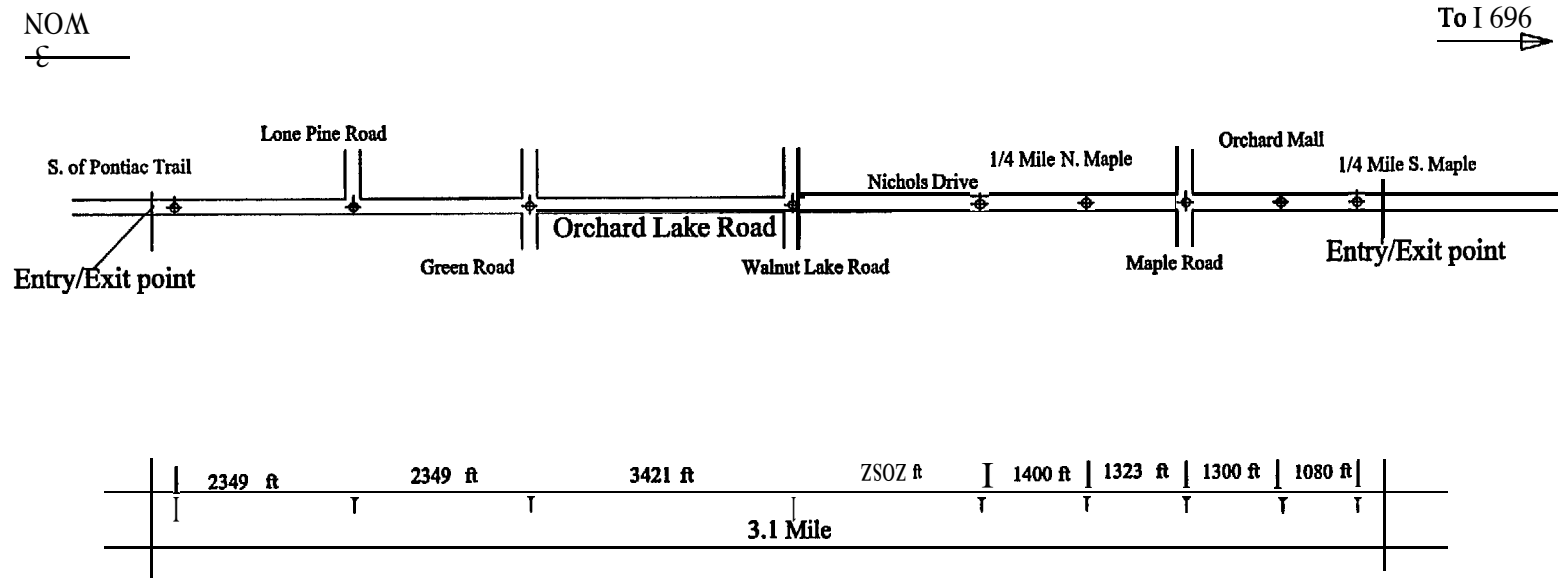 To I 696
Lone Pine Road
Orchard Mall
S. of Pontiac Trail
1/4 Mile N. Maple
1/4 Mile S. Maple
Nichols Drive
Orchard Lake Road
Entry/Exit point
Green Road
Walnut Lake Road
Maple Road
Entry/Exit point
2349 ft
2349 ft
3421 ft
ZSOZ ft
1400 ft
1323 ft
1300 ft
1080 ft
3.1 Mile